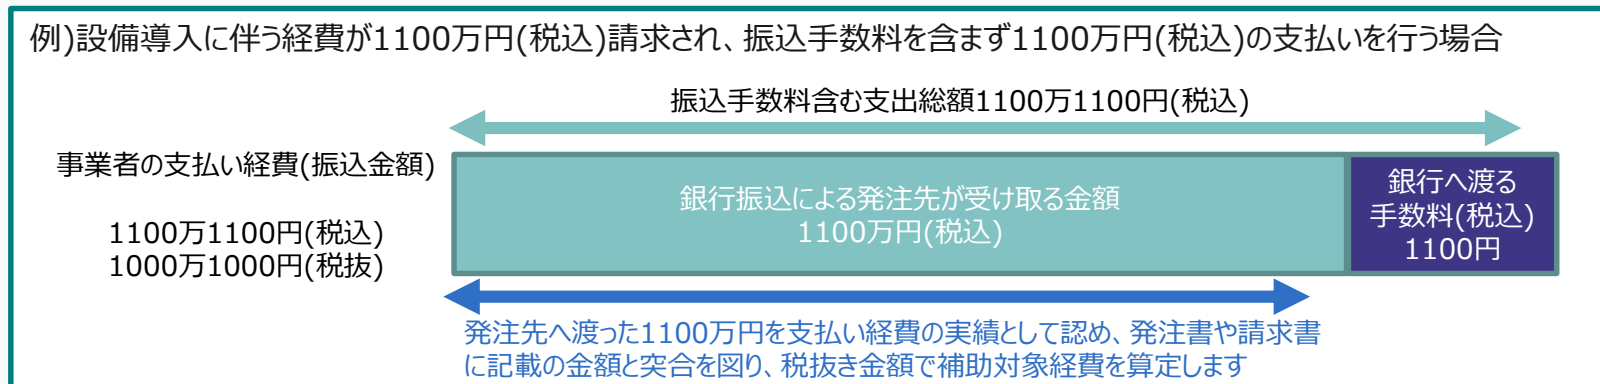 例)設備導入に伴う経費が1100万円(税込)請求され、振込手数料を含まず1100万円(税込)の支払いを行う場合
振込手数料含む支出総額1100万1100円(税込)
事業者の支払い経費(振込金額)
1100万1100円(税込)
1000万1000円(税抜)
銀行振込による発注先が受け取る金額
1100万円(税込)
銀行へ渡る
手数料(税込)
1100円
発注先へ渡った1100万円を支払い経費の実績として認め、発注書や請求書
に記載の金額と突合を図り、税抜き金額で補助対象経費を算定します